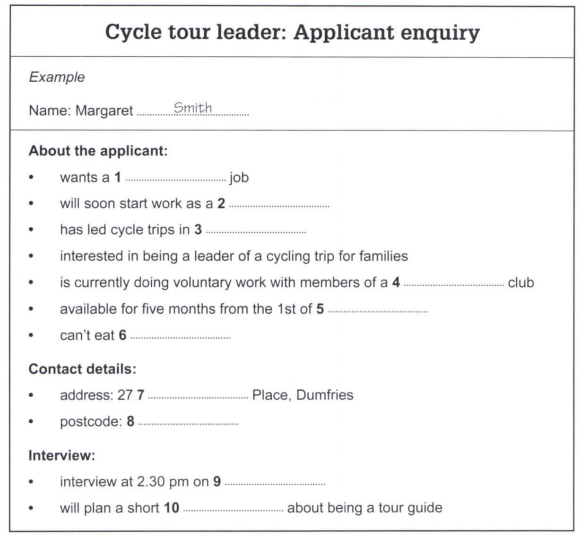 Cycle tour leader: Applicant enquiry
Example
Name: Margaret ........Smith........
About the applicant:
• wants a 1 ........................ job
• will soon start work as a 2 ........................
• has led cycle trips in 3 ........................
• interested in being a leader of a cycling trip for families
• is currently doing voluntary work with members of a 4 ........................ club
• available for five months from the 1st of 5 ........................
• can't eat 6 ........................
Contact details:
• address: 27 7 ........................ Place, Dumfries
• postcode: 8 ........................
Interview:
• interview at 2.30 pm on 9 ........................
• will plan a short 10 ........................ about being a tour guide